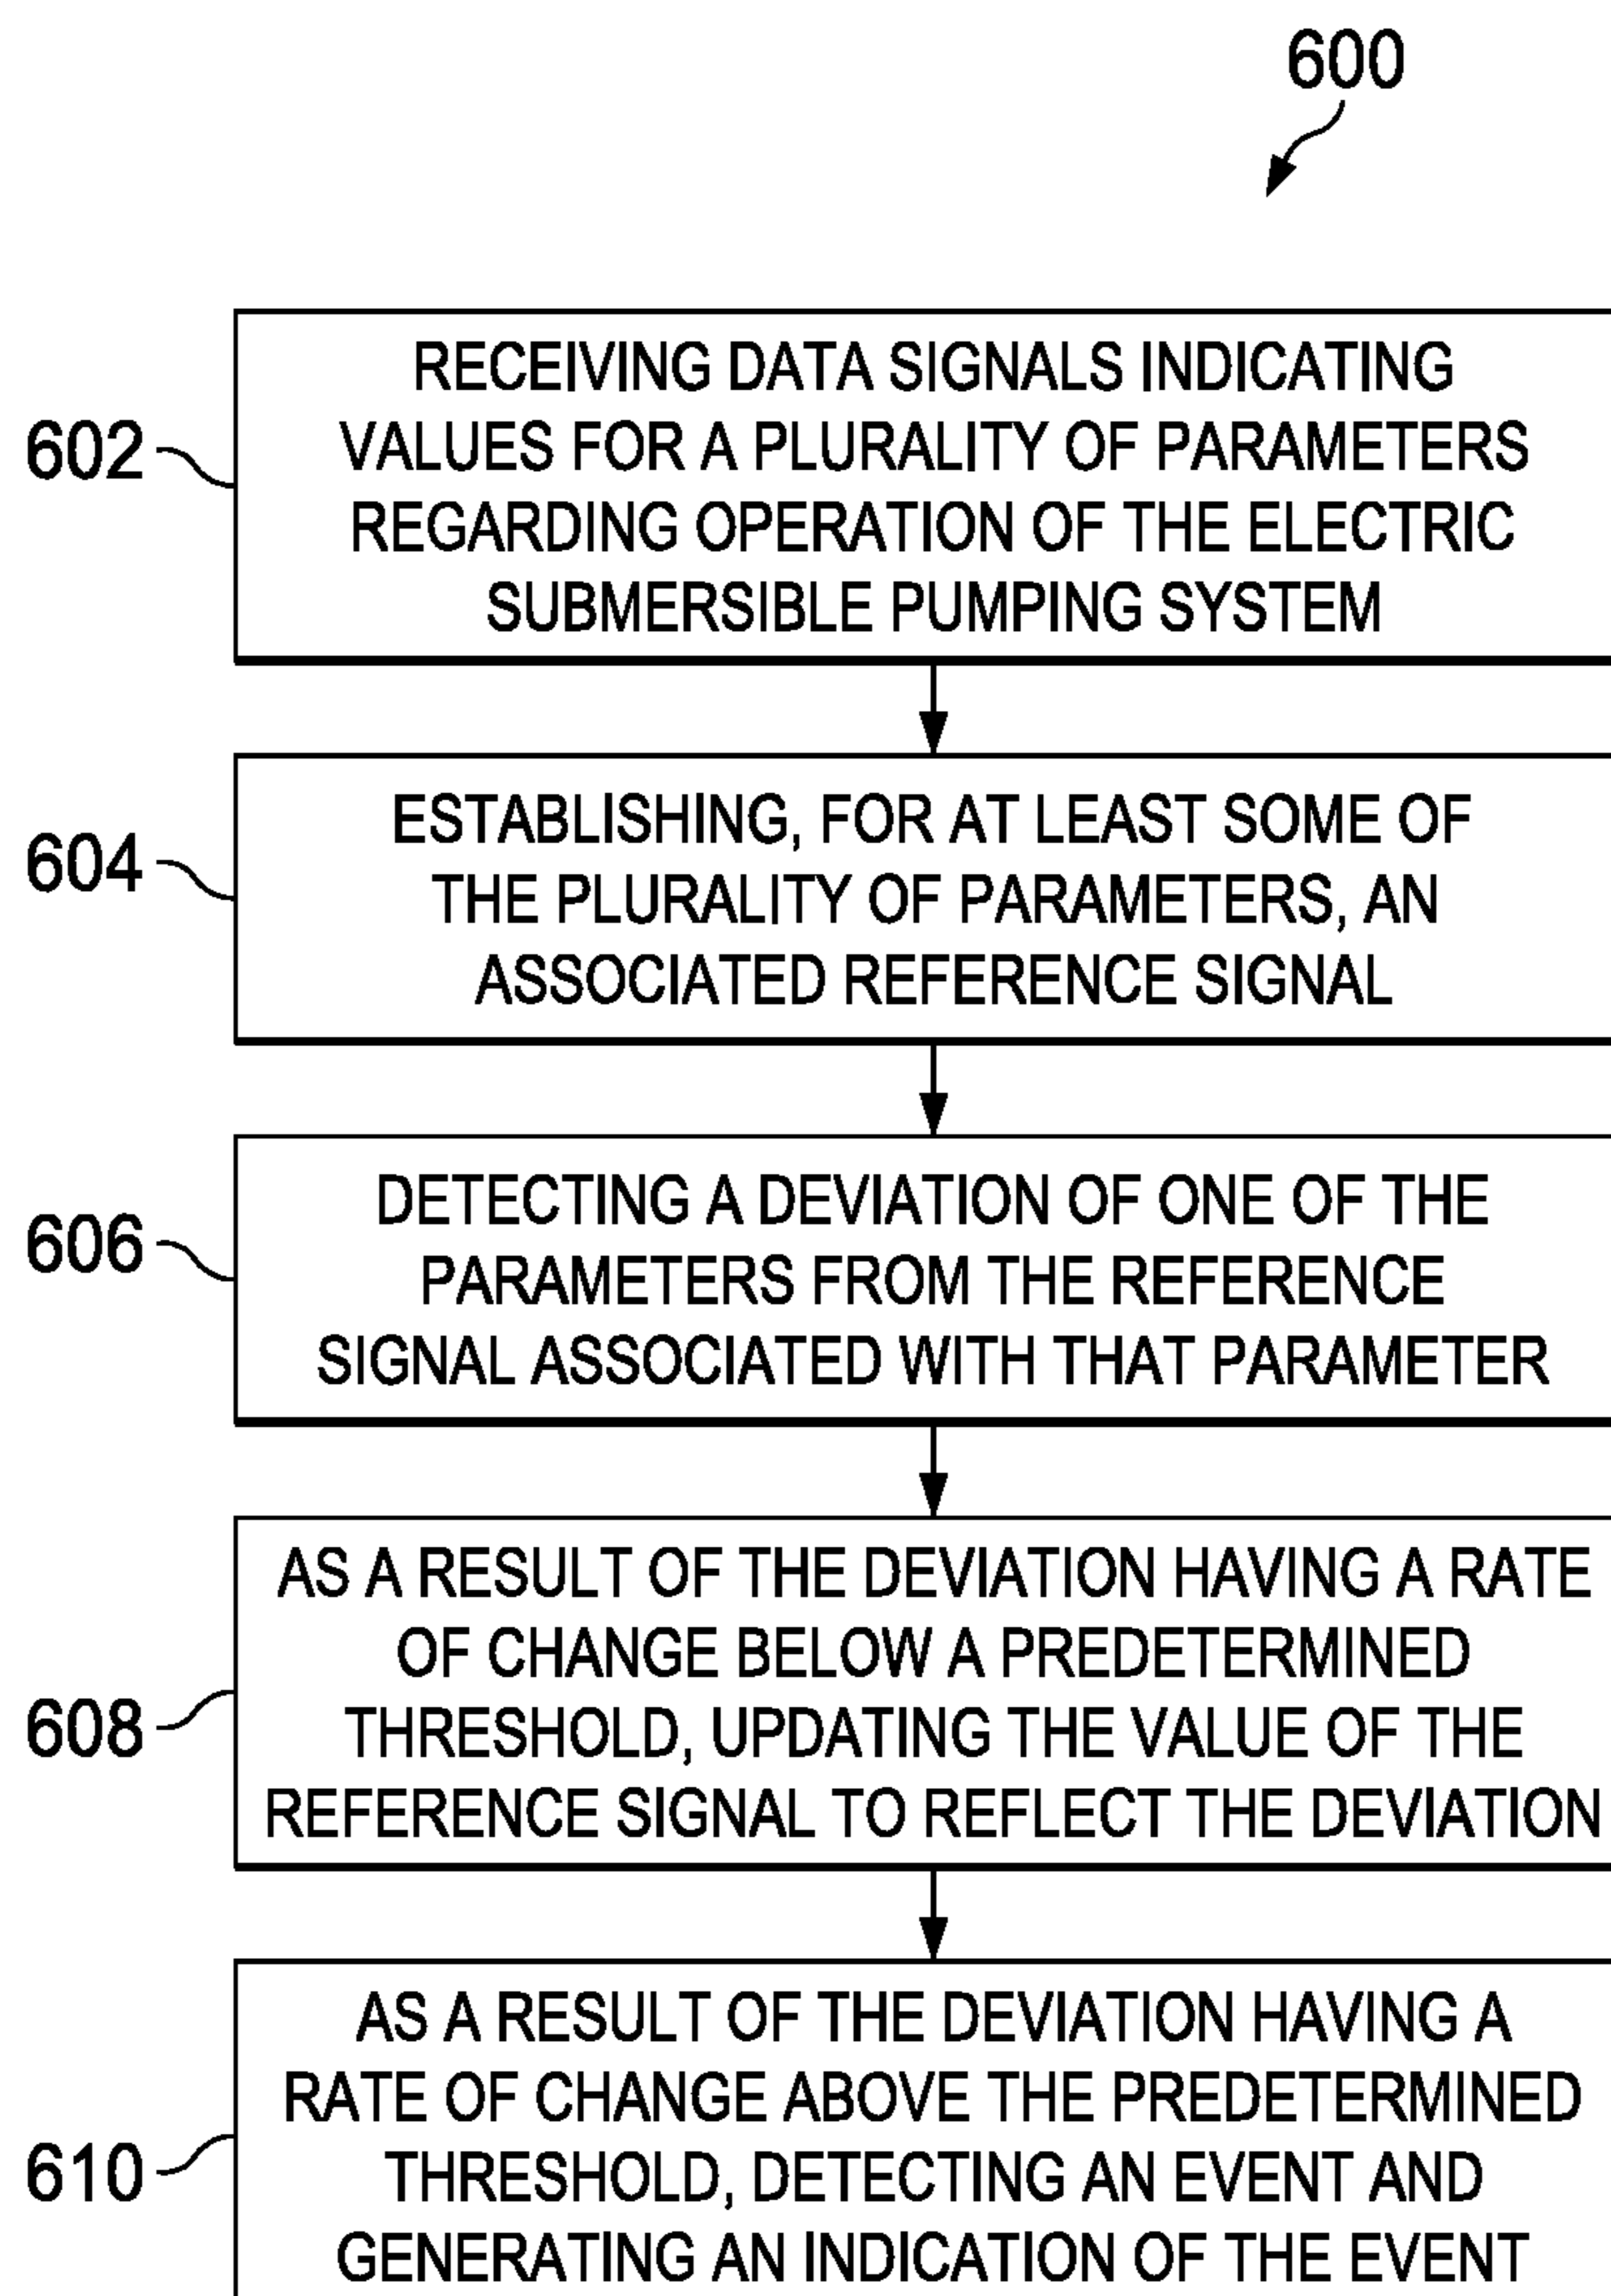 600
602
RECEIVING DATA SIGNALS INDICATING
VALUES FOR A PLURALITY OF PARAMETERS
REGARDING OPERATION OF THE ELECTRIC
SUBMERSIBLE PUMPING SYSTEM
604
ESTABLISHING, FOR AT LEAST SOME OF
THE PLURALITY OF PARAMETERS, AN
ASSOCIATED REFERENCE SIGNAL
606
DETECTING A DEVIATION OF ONE OF THE
PARAMETERS FROM THE REFERENCE
SIGNAL ASSOCIATED WITH THAT PARAMETER
608
AS A RESULT OF THE DEVIATION HAVING A RATE
OF CHANGE BELOW A PREDETERMINED
THRESHOLD, UPDATING THE VALUE OF THE
REFERENCE SIGNAL TO REFLECT THE DEVIATION
610
AS A RESULT OF THE DEVIATION HAVING A
RATE OF CHANGE ABOVE THE PREDETERMINED
THRESHOLD, DETECTING AN EVENT AND
GENERATING AN INDICATION OF THE EVENT